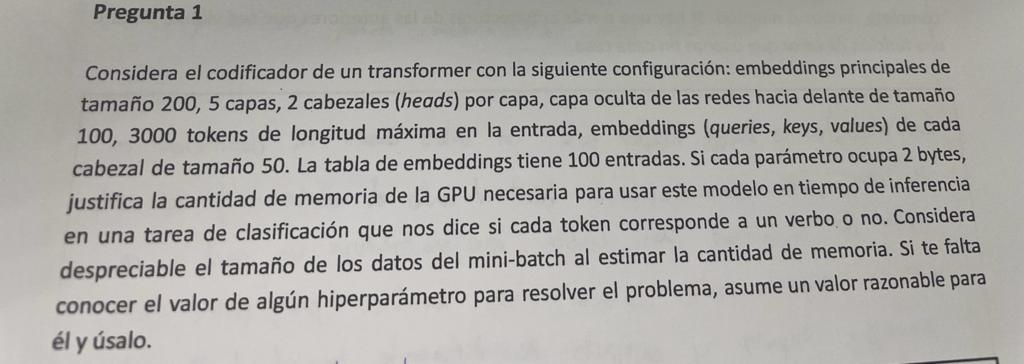 Pregunta 1
Considera el codificador de un transformer con la siguiente configuración: embeddings principales de
tamaño 200, 5 capas, 2 cabezales (heads) por capa, capa oculta de las redes hacia delante de tamaño
100, 3000 tokens de longitud máxima en la entrada, embeddings (queries, keys, values) de cada
cabezal de tamaño 50. La tabla de embeddings tiene 100 entradas. Si cada parámetro ocupa 2 bytes,
justifica la cantidad de memoria de la GPU necesaria para usar este modelo en tiempo de inferencia
en una tarea de clasificación que nos dice si cada token corresponde a un verbo o no. Considera
despreciable el tamaño de los datos del mini-batch al estimar la cantidad de memoria. Si te falta
conocer el valor de algún hiperparámetro para resolver el problema, asume un valor razonable para
él y úsalo.